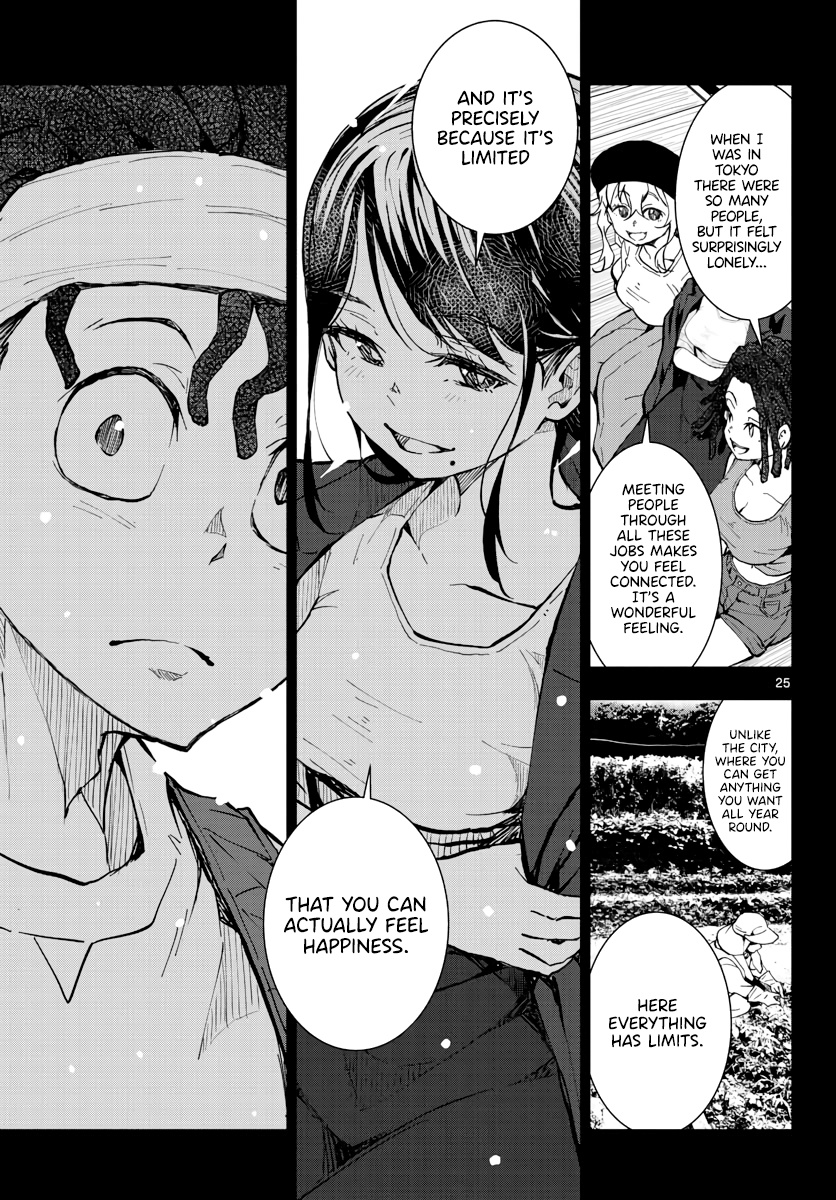 WHEN I
WAS IN
TOKYO
THERE WERE
SO MANY
PEOPLE,
BUT IT FELT
SURPRISINGLY
LONELY...
MEETING
PEOPLE
THROUGH
ALL THESE
JOBS MAKES
YOU FEEL
CONNECTED.
IT'S A
WONDERFUL
FEELING.
25
UNLIKE
THE CITY,
WHERE YOU
CAN GET
ANYTHING
YOU WANT
ALL YEAR
ROUND.
HERE
EVERYTHING
HAS LIMITS.
AND IT'S
PRECISELY
BECAUSE IT'S
LIMITED
THAT YOU CAN
ACTUALLY FEEL
HAPPINESS.